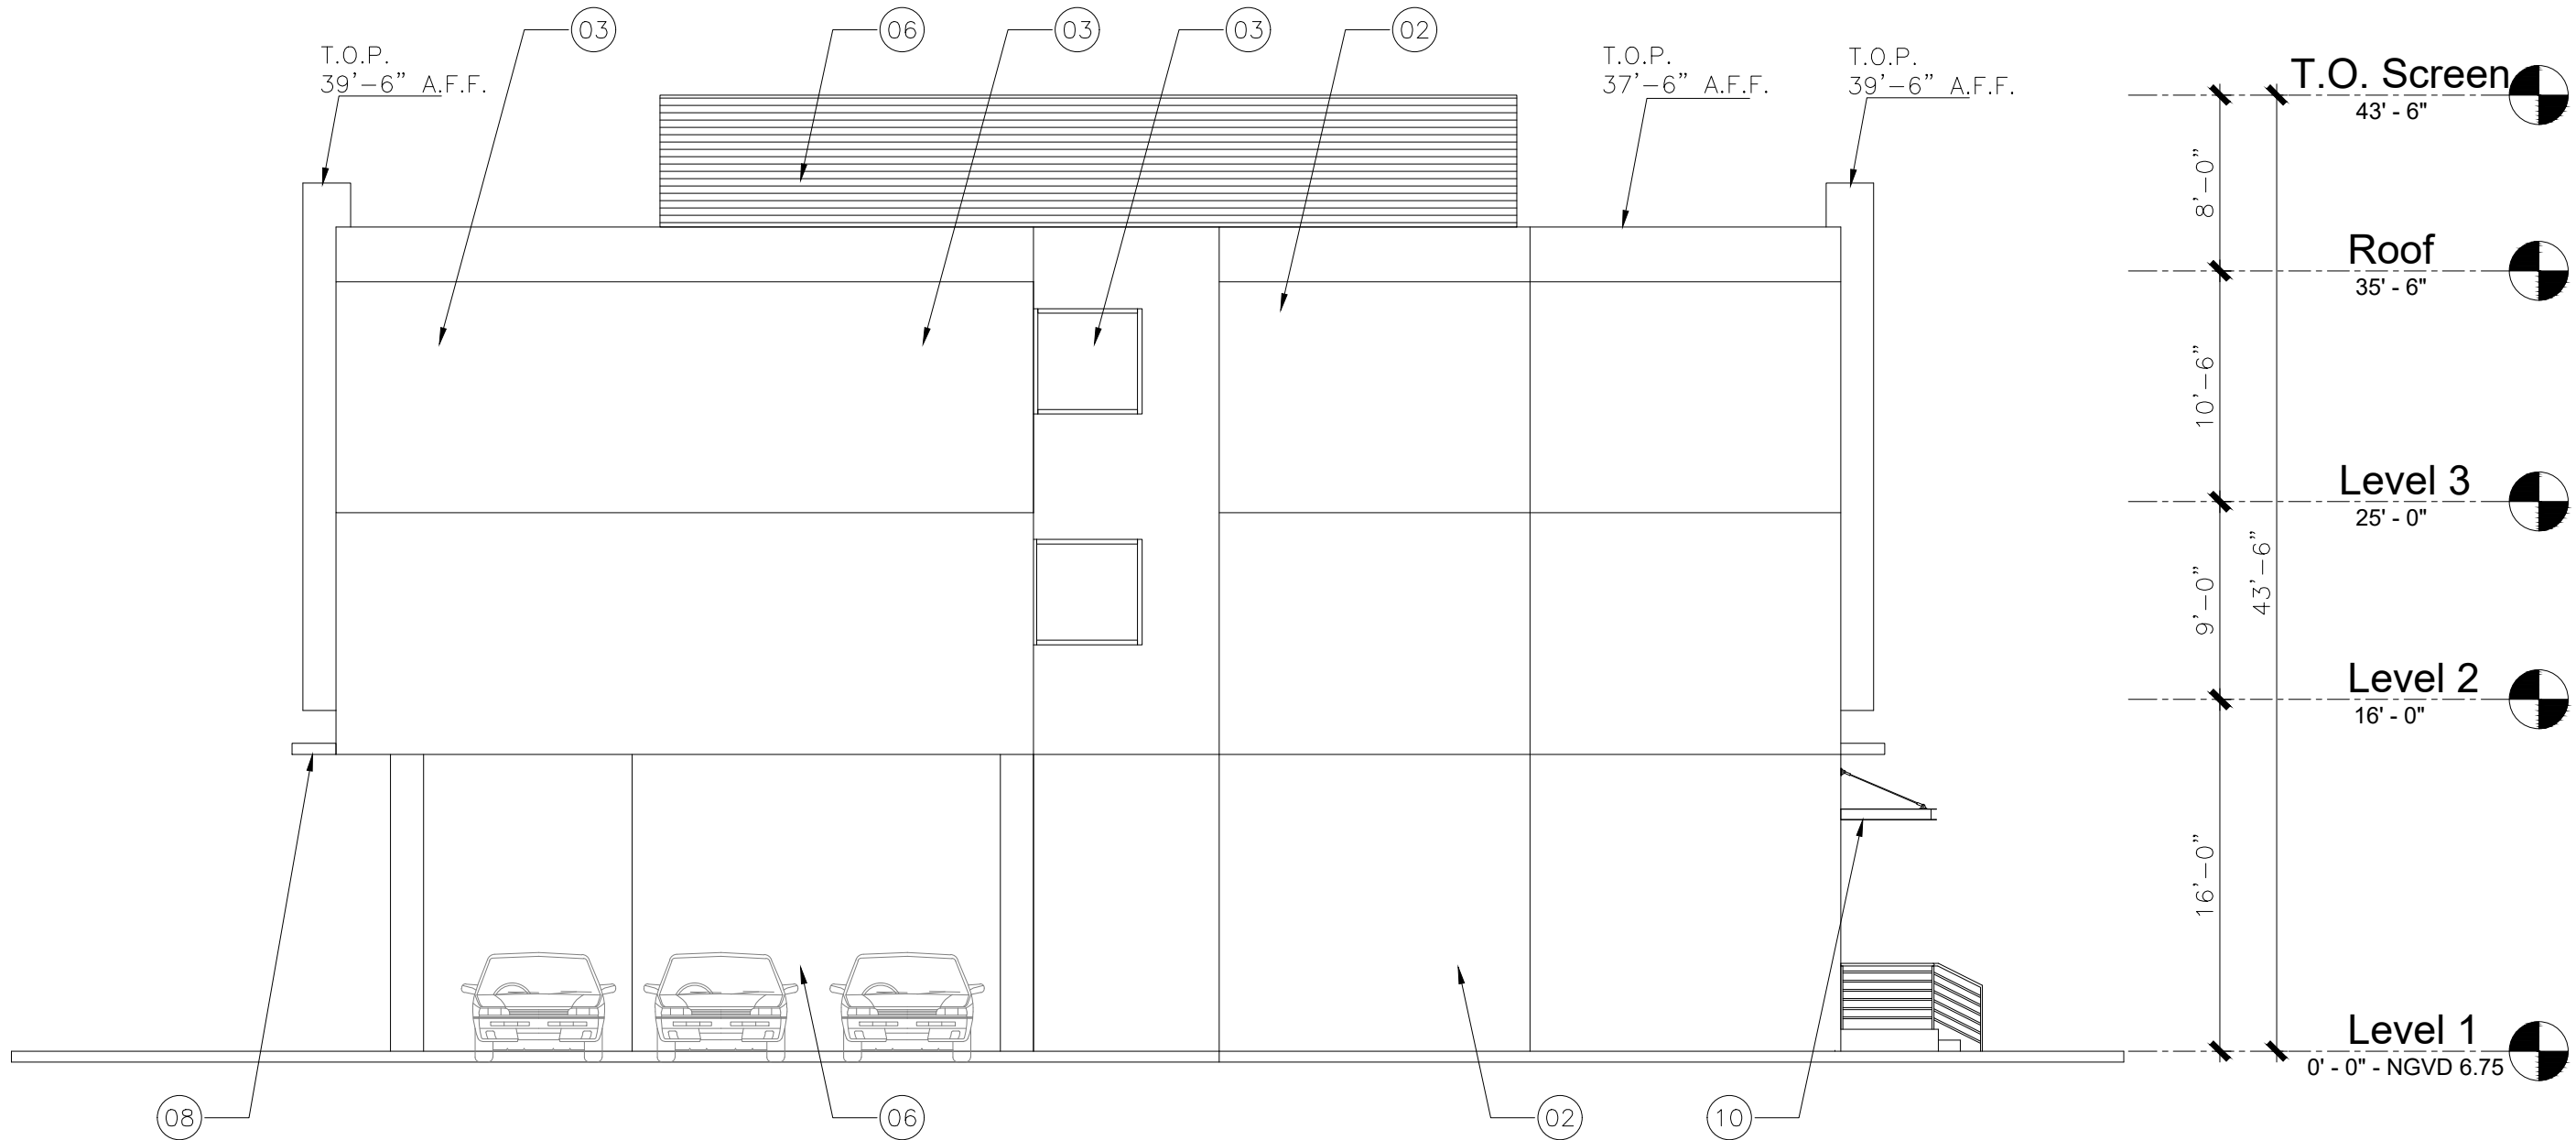 03
06
03
03
02
T.O.P.
39'-6" A.F.F.
T.O.P.
37'-6" A.F.F.
T.O.P.
39'-6" A.F.F.
T.O. Screen
43' - 6"
8'-0"
Roof
35' - 6"
10'-6"
Level 3
25' - 0"
43'-6"
9'-0"
Level 2
16' - 0"
16'-0"
Level 1
0' - 0" - NGVD 6.75
08
06
02
10